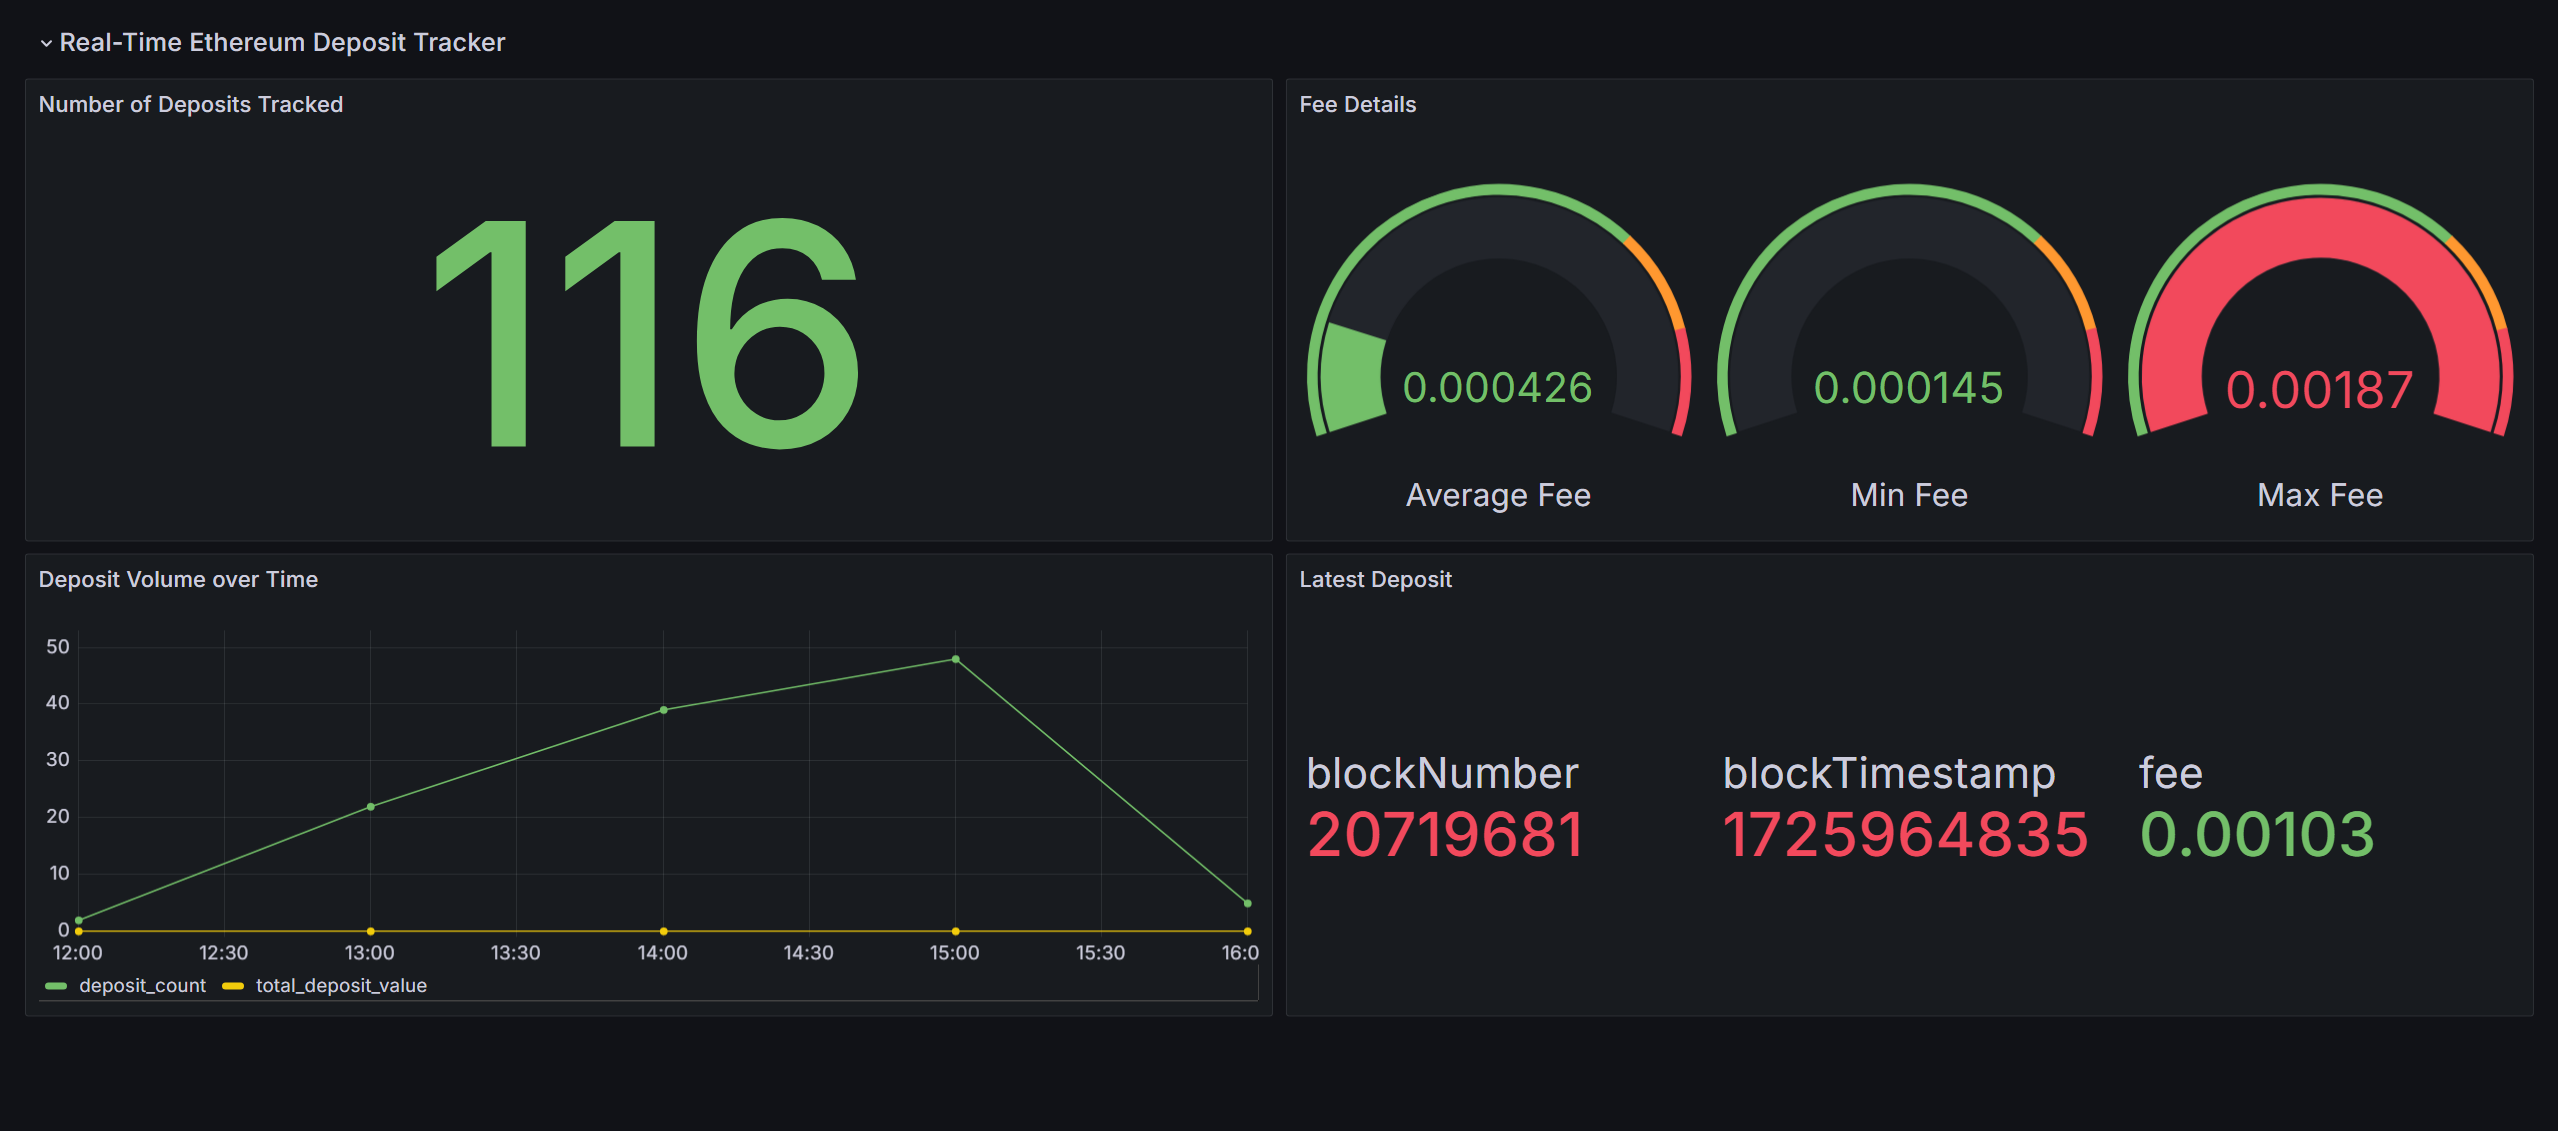 Real-Time Ethereum Deposit Tracker
Number of Deposits Tracked
116
Fee Details
0.000426
0.000145
0.00187
Average Fee
Min Fee
Max Fee
Deposit Volume over Time
50
40
30
20
10
0
12:00 12:30 13:00 13:30 14:00 14:30 15:00 15:30 16:0
deposit_count total_deposit_value
Latest Deposit
blockNumber
20719681
blockTimestamp
1725964835
fee
0.00103